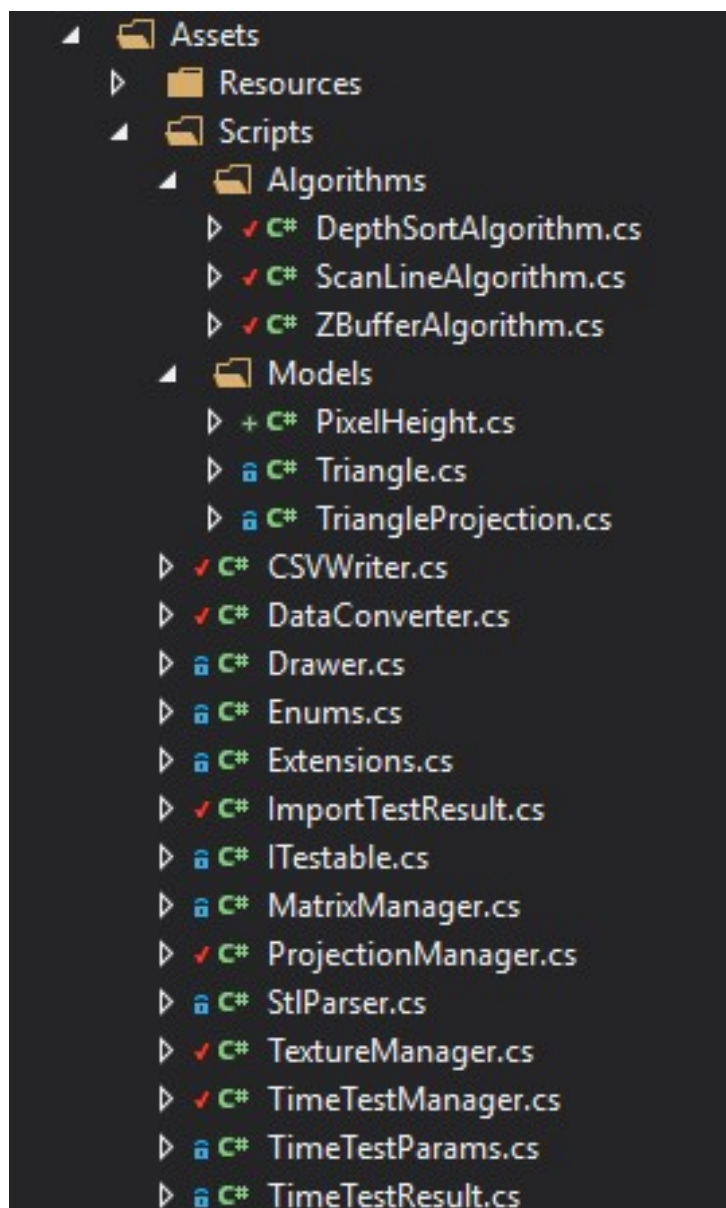 Assets
Resources
Scripts
Algorithms
C# DepthSortAlgorithm.cs
C# ScanLineAlgorithm.cs
C# ZBufferAlgorithm.cs
Models
+ C# PixelHeight.cs
C# Triangle.cs
C# TriangleProjection.cs
C# CSVWriter.cs
C# DataConverter.cs
C# Drawer.cs
C# Enums.cs
C# Extensions.cs
C# ImportTestResult.cs
C# ITestable.cs
C# MatrixManager.cs
C# ProjectionManager.cs
C# StlParser.cs
C# TextureManager.cs
C# TimeTestManager.cs
C# TimeTestParams.cs
C# TimeTestResult.cs